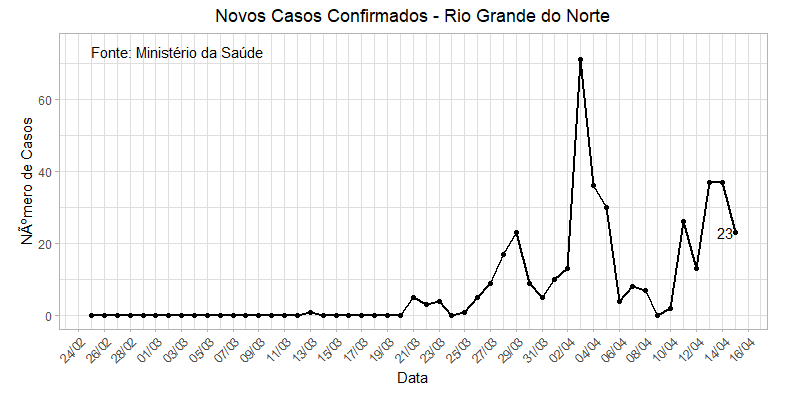 Novos Casos Confirmados - Rio Grande do Norte
Fonte: Ministério da Saúde
NÃºmero de Casos
60
40
20
0
23
24/02 26/02 28/02 01/03 03/03 05/03 07/03 09/03 11/03 13/03 15/03 17/03 19/03 21/03 23/03 25/03 27/03 29/03 31/03 02/04 04/04 06/04 08/04 10/04 12/04 14/04 16/04
Data